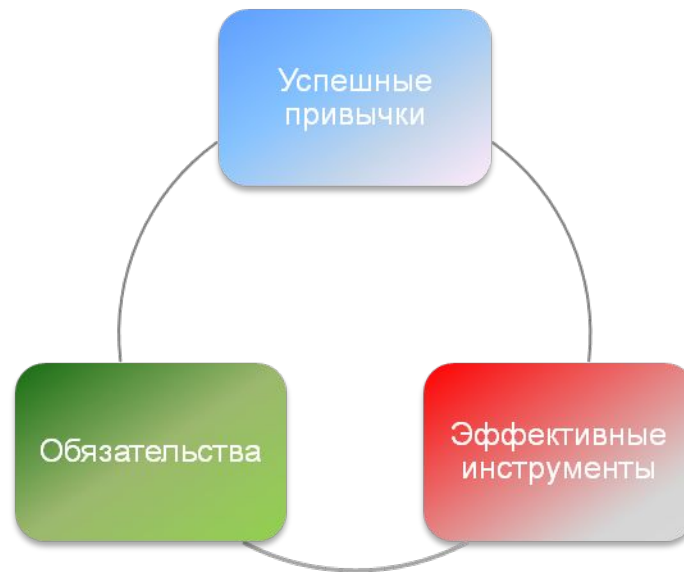 Успешные
привычки
Обязательства
Эффективные
инструменты